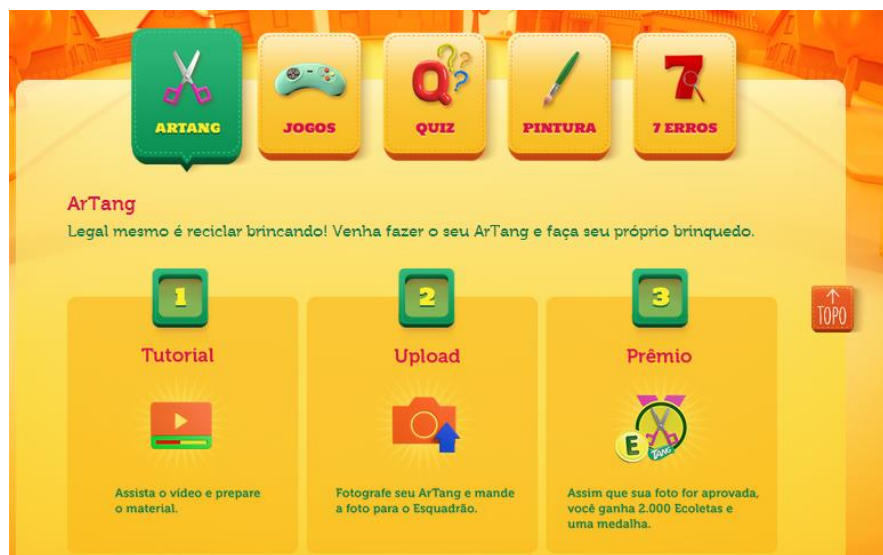 ARTANG
JOGOS
Q
QUIZ
PINTURA
7
7 ERROS
ArTang
Legal mesmo é reciclar brincando! Venha fazer o seu ArTang e faça seu próprio brinquedo.
TOPO
1
Tutorial
Assista o vídeo e prepare
o material.
2
Upload
Fotografe seu ArTang e mande
a foto para o Esquadrão.
3
Prêmio
E
TANG
Assim que sua foto for aprovada,
você ganha 2.000 Ecoletas e
uma medalha.